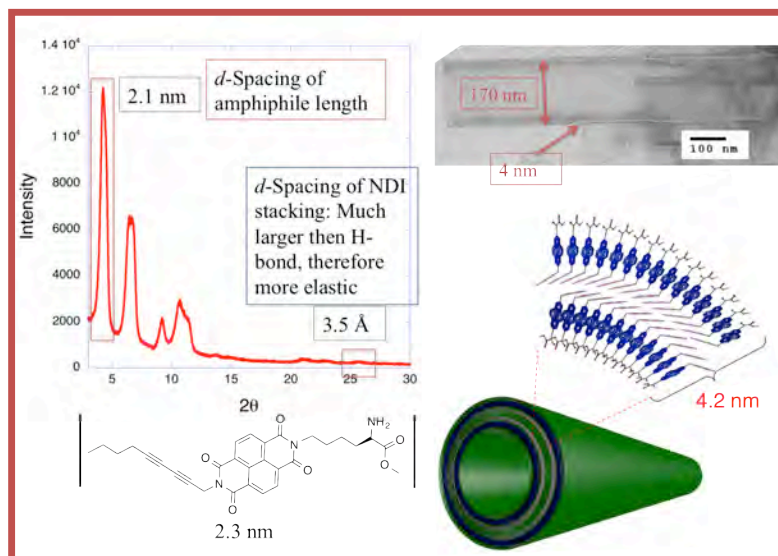 1.4 10⁴
1.2 10⁴
1 10⁴
8000
6000
4000
2000
0
Intensity
5
10
15
20
25
30
2θ
2.1 nm
d-Spacing of
amphiphile length
d-Spacing of NDI
stacking: Much
larger then H-
bond, therefore
more elastic
3.5 Å
170 nm
4 nm
100 nm
4.2 nm
NH₂
O
O
N
O
O
N
O
O
2.3 nm